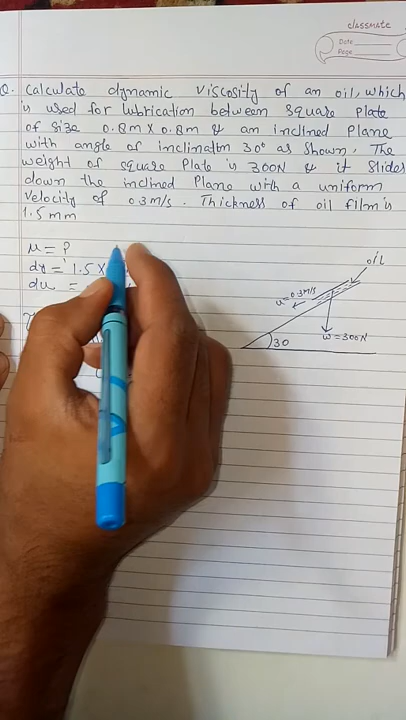 classmate
Date
Page
Q. Calculate dynamic viscosity of an oil, which
is used for lubrication between square plate
of size 0.8m X 0.8m & an inclined plane
with angle of inclination 30° as shown. The
weight of square plate is 300N & it slides
down the inclined plane with a uniform
velocity of 0.3m/s. Thickness of oil film is
1.5 mm
μ = ?
dy = 1.5 X
du =
oil
u=0.3m/s
w = 300N
30